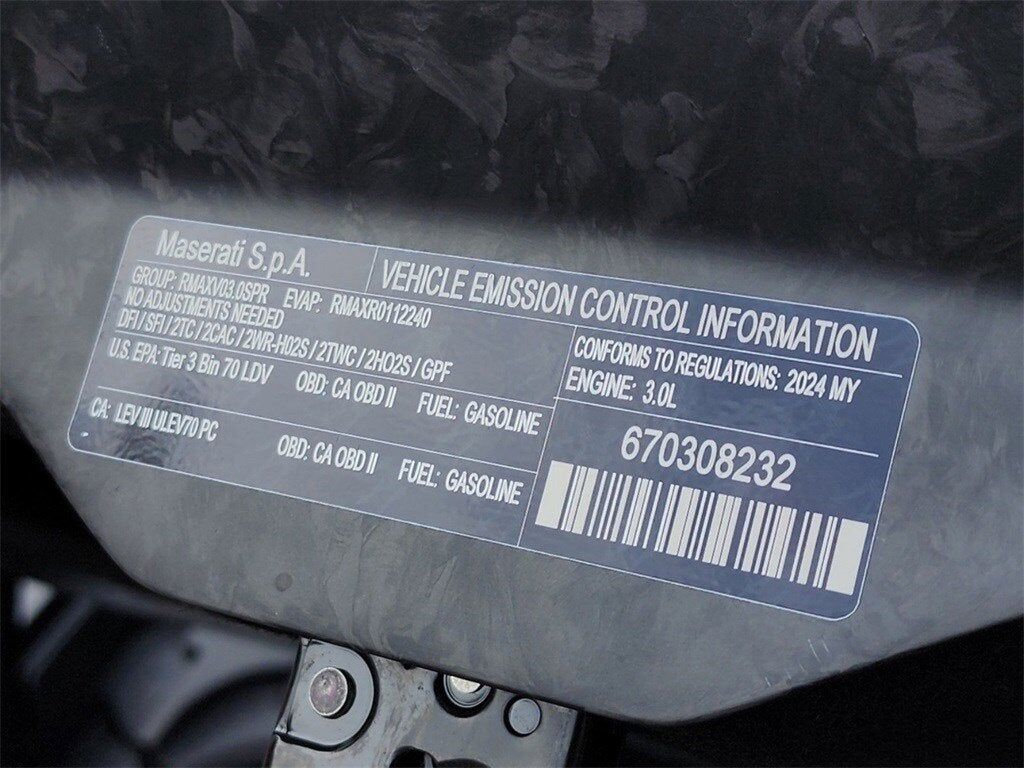 Maserati S.p.A.
VEHICLE EMISSION CONTROL INFORMATION
GROUP: RMAXV03.0SPR EVAP: RMAXR0112240
NO ADJUSTMENTS NEEDED
DFI / SFI / 2TC / 2CAC / 2WR-H02S / 2TWC / 2HO2S / GPF
U.S. EPA: Tier 3 Bin 70 LDV OBD: CA OBD II FUEL: GASOLINE
CA: LEV III ULEV70 PC OBD: CA OBD II FUEL: GASOLINE
CONFORMS TO REGULATIONS: 2024 MY
ENGINE: 3.0L
670308232